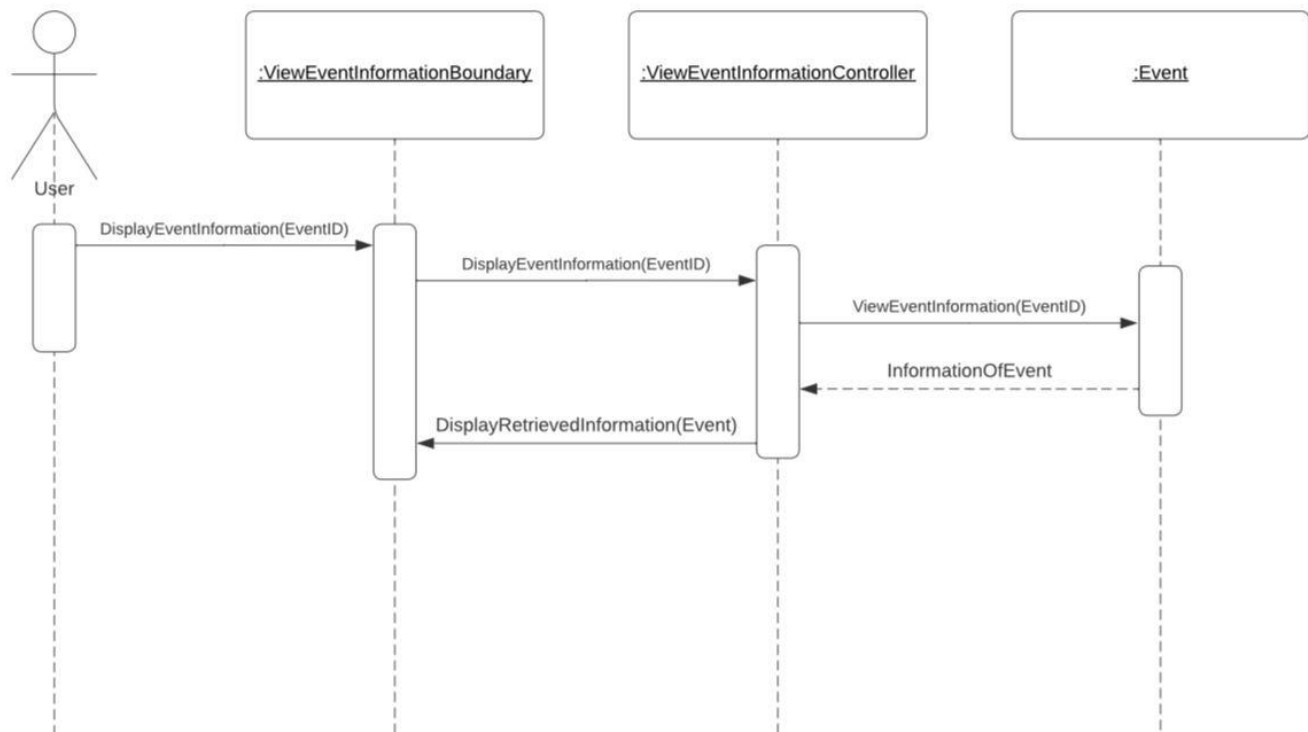 :ViewEventInformationBoundary
:ViewEventInformationController
:Event
User
DisplayEventInformation(EventID)
DisplayEventInformation(EventID)
ViewEventInformation(EventID)
InformationOfEvent
DisplayRetrievedInformation(Event)